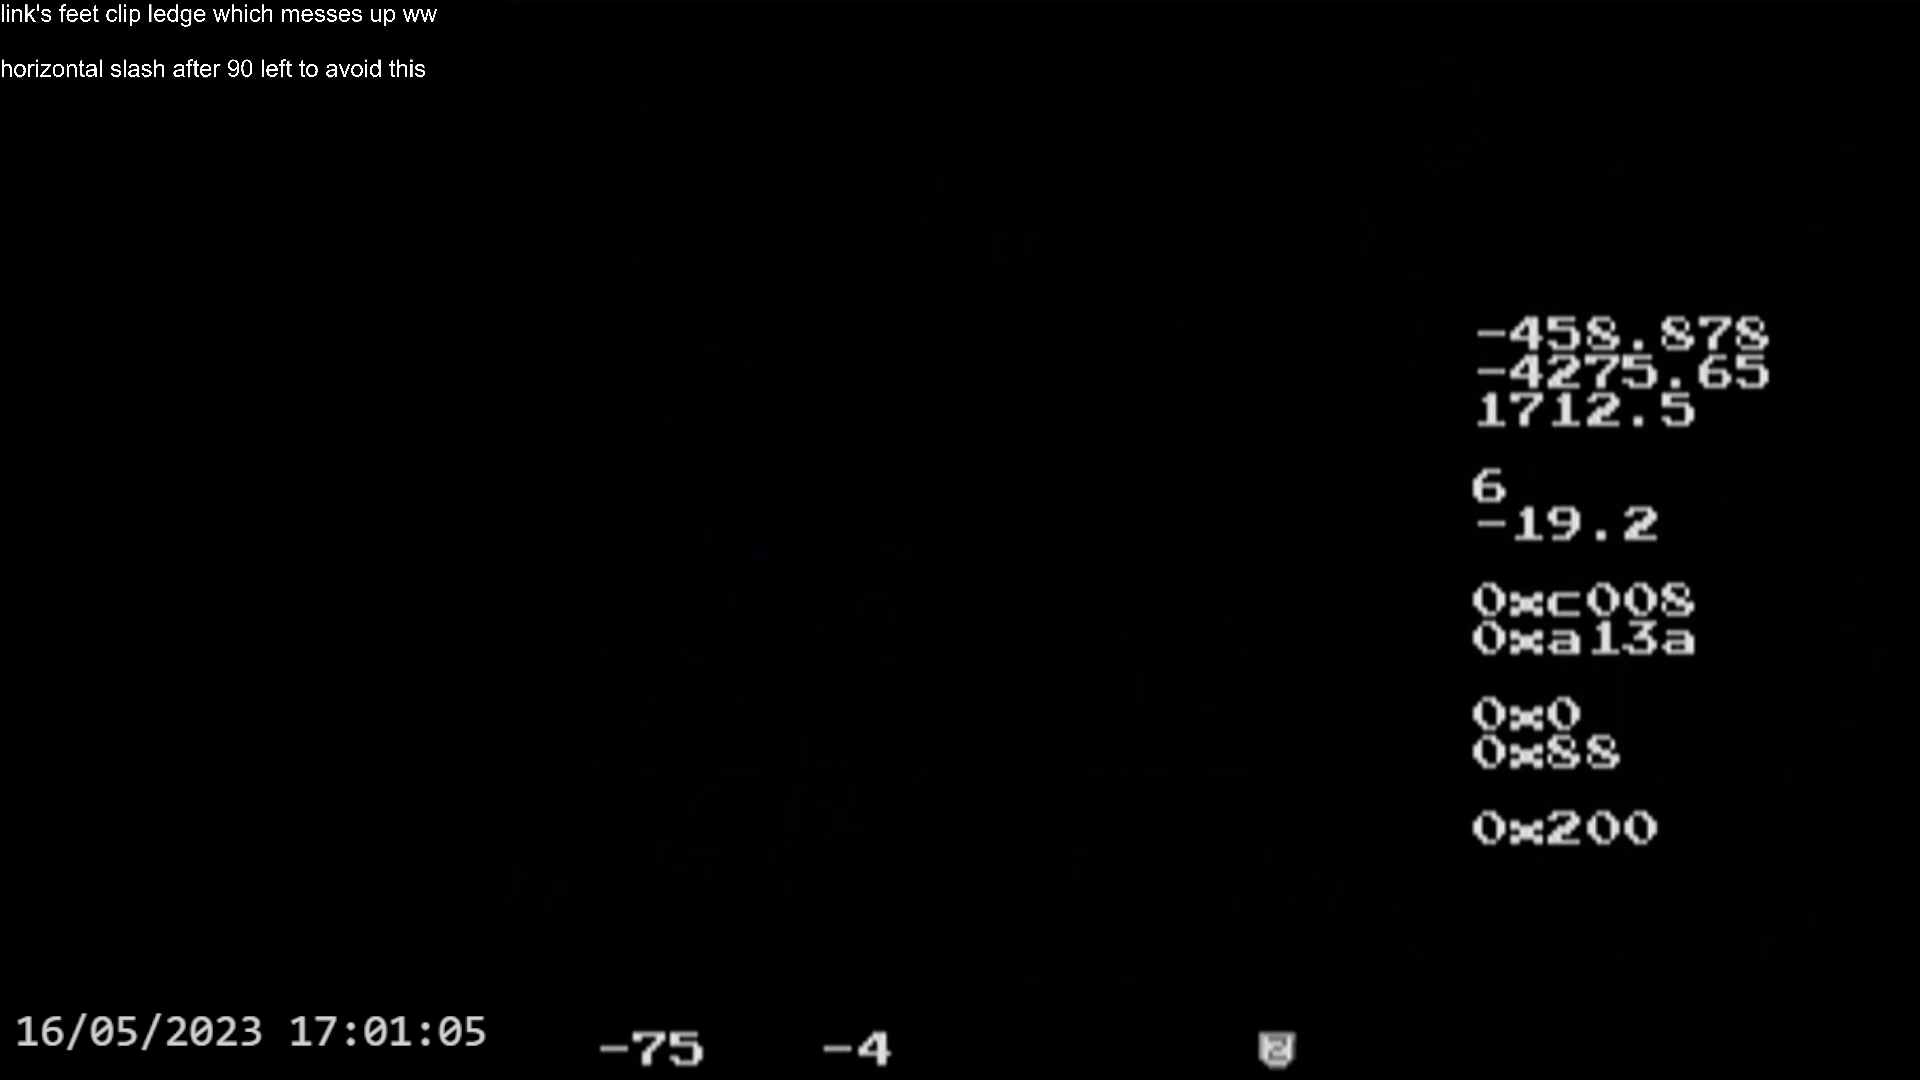 link's feet clip ledge which messes up ww
horizontal slash after 90 left to avoid this
-458.878
-4275.65
1712.5
6
-19.2
0xc008
0xa13a
0x0
0x88
0x200
16/05/2023 17:01:05
-75 -4 Z